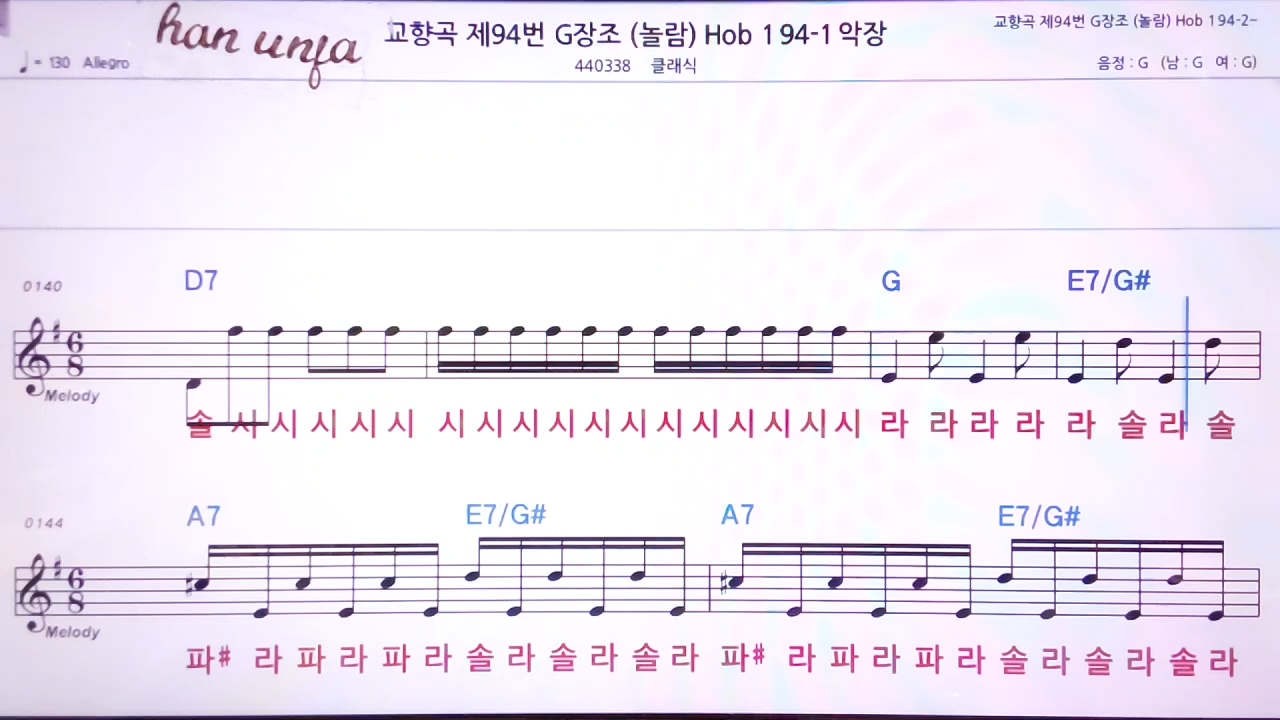 han unfa
교향곡 제94번 G장조 (놀람) Hob 1 94-1 악장
교향곡 제94번 G장조 (놀람) Hob 1 94-2~
♩= 130 Allegro
440338 클래식
음정 : G (남 : G 여 : G)
D7 G E7/G#
0140
6 8
Melody
솔 시 시 시 시 시 시 시 시 시 시 시 시 시 시 시 시 시 라 라 라 라 라 솔 라 솔
A7 E7/G# A7 E7/G#
0144
6 8
Melody
파# 라 파 라 파 라 솔 라 솔 라 솔 라 파# 라 파 라 파 라 솔 라 솔 라 솔 라